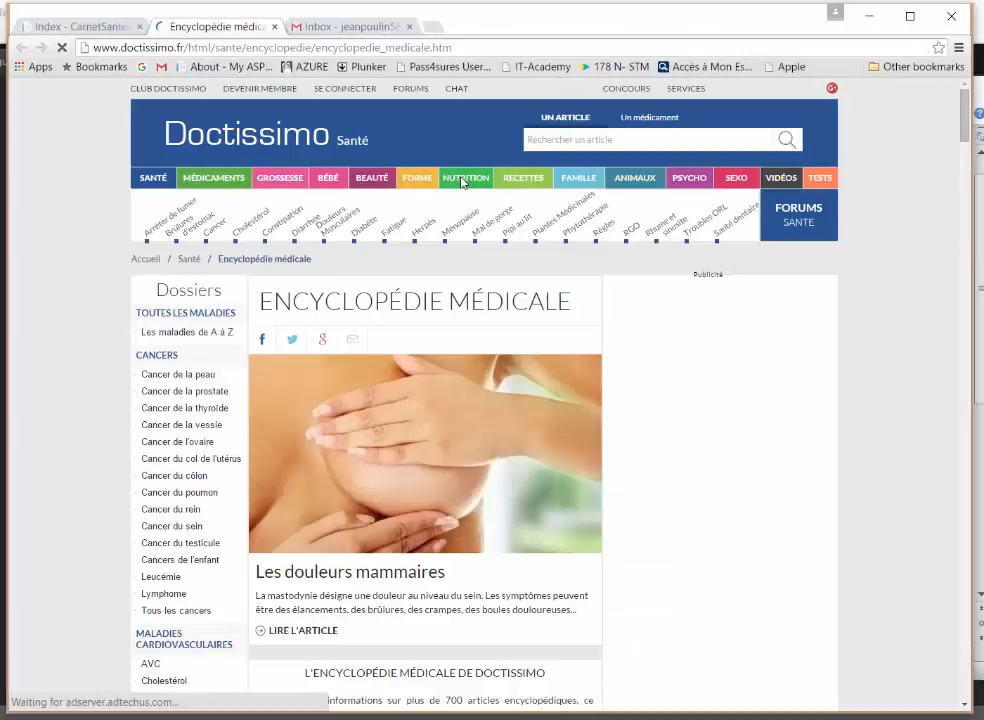 Index - CarnetSante
Encyclopédie médica
Inbox - jeanpoulin5
www.doctissimo.fr/html/sante/encyclopedie/encyclopedie_medicale.htm
Apps Bookmarks About - My ASP... AZURE Plunker Pass4sures User... IT-Academy 178 N- STM Accés à Mon Es... Apple Other bookmarks
CLUB DOCTISSIMO DEVENIR MEMBRE SE CONNECTER FORUMS CHAT CONCOURS SERVICES
UN ARTICLE Un médicament
Doctissimo Santé
Rechercher un article
SANTÉ MÉDICAMENTS GROSSESSE BÉBÉ BEAUTÉ FORME NUTRITION RECETTES FAMILLE ANIMAUX PSYCHO SEXO VIDÉOS TESTS
Arrêter de fumer
Brûlures d'estomac
Cancer
Cholestérol
Constipation
Diarrhée
Douleurs Musculaires
Diabète
Fatigue
Herpès
Ménopause
Mal de gorge
Pipi au lit
Plantes Médicinales
Phytothérapie
Règles
RGO
Rhume et sinusite
Troubles ORL
Santé dentaire
FORUMS
SANTE
Accueil / Santé / Encyclopédie médicale
Publicité
Dossiers
TOUTES LES MALADIES
Les maladies de A à Z
CANCERS
Cancer de la peau
Cancer de la prostate
Cancer de la thyroïde
Cancer de la vessie
Cancer de l'ovaire
Cancer du col de l'utérus
Cancer du côlon
Cancer du poumon
Cancer du rein
Cancer du sein
Cancer du testicule
Cancers de l'enfant
Leucémie
Lymphome
Tous les cancers
MALADIES
CARDIOVASCULAIRES
AVC
Cholestérol
ENCYCLOPÉDIE MÉDICALE
Les douleurs mammaires
La mastodynie désigne une douleur au niveau du sein. Les symptômes peuvent
être des élancements, des brûlures, des crampes, des boules douloureuses...
LIRE L'ARTICLE
L'ENCYCLOPÉDIE MÉDICALE DE DOCTISSIMO
informations sur plus de 700 articles encyclopédiques, ce
Waiting for adserver.adtechus.com...